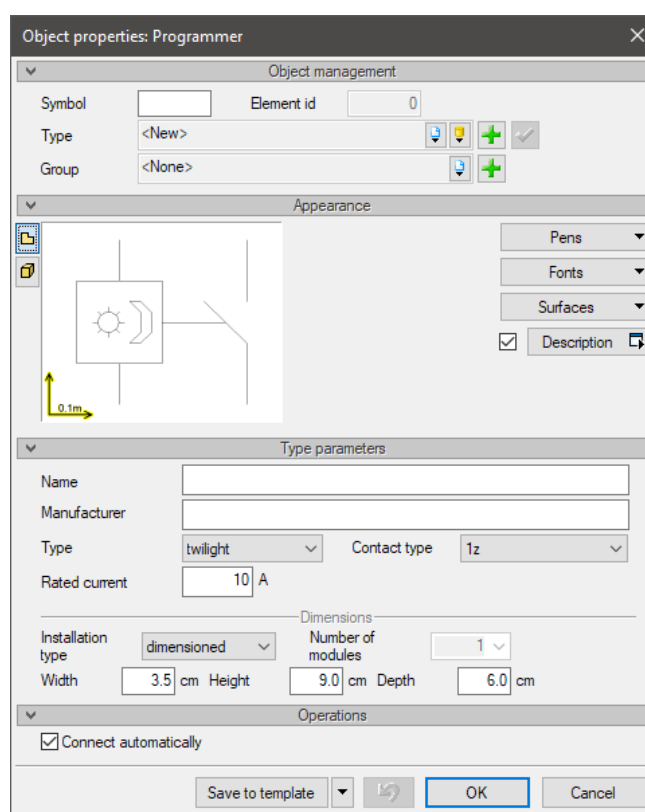 Object properties: Programmer
Object management
Symbol Element id 0
Type <New>
Group <None>
Appearance
Pens
Fonts
Surfaces
Description
0.1m
Type parameters
Name
Manufacturer
Type twilight Contact type 1z
Rated current 10 A
Dimensions
Installation type dimensioned Number of modules 1
Width 3.5 cm Height 9.0 cm Depth 6.0 cm
Operations
Connect automatically
Save to template OK Cancel